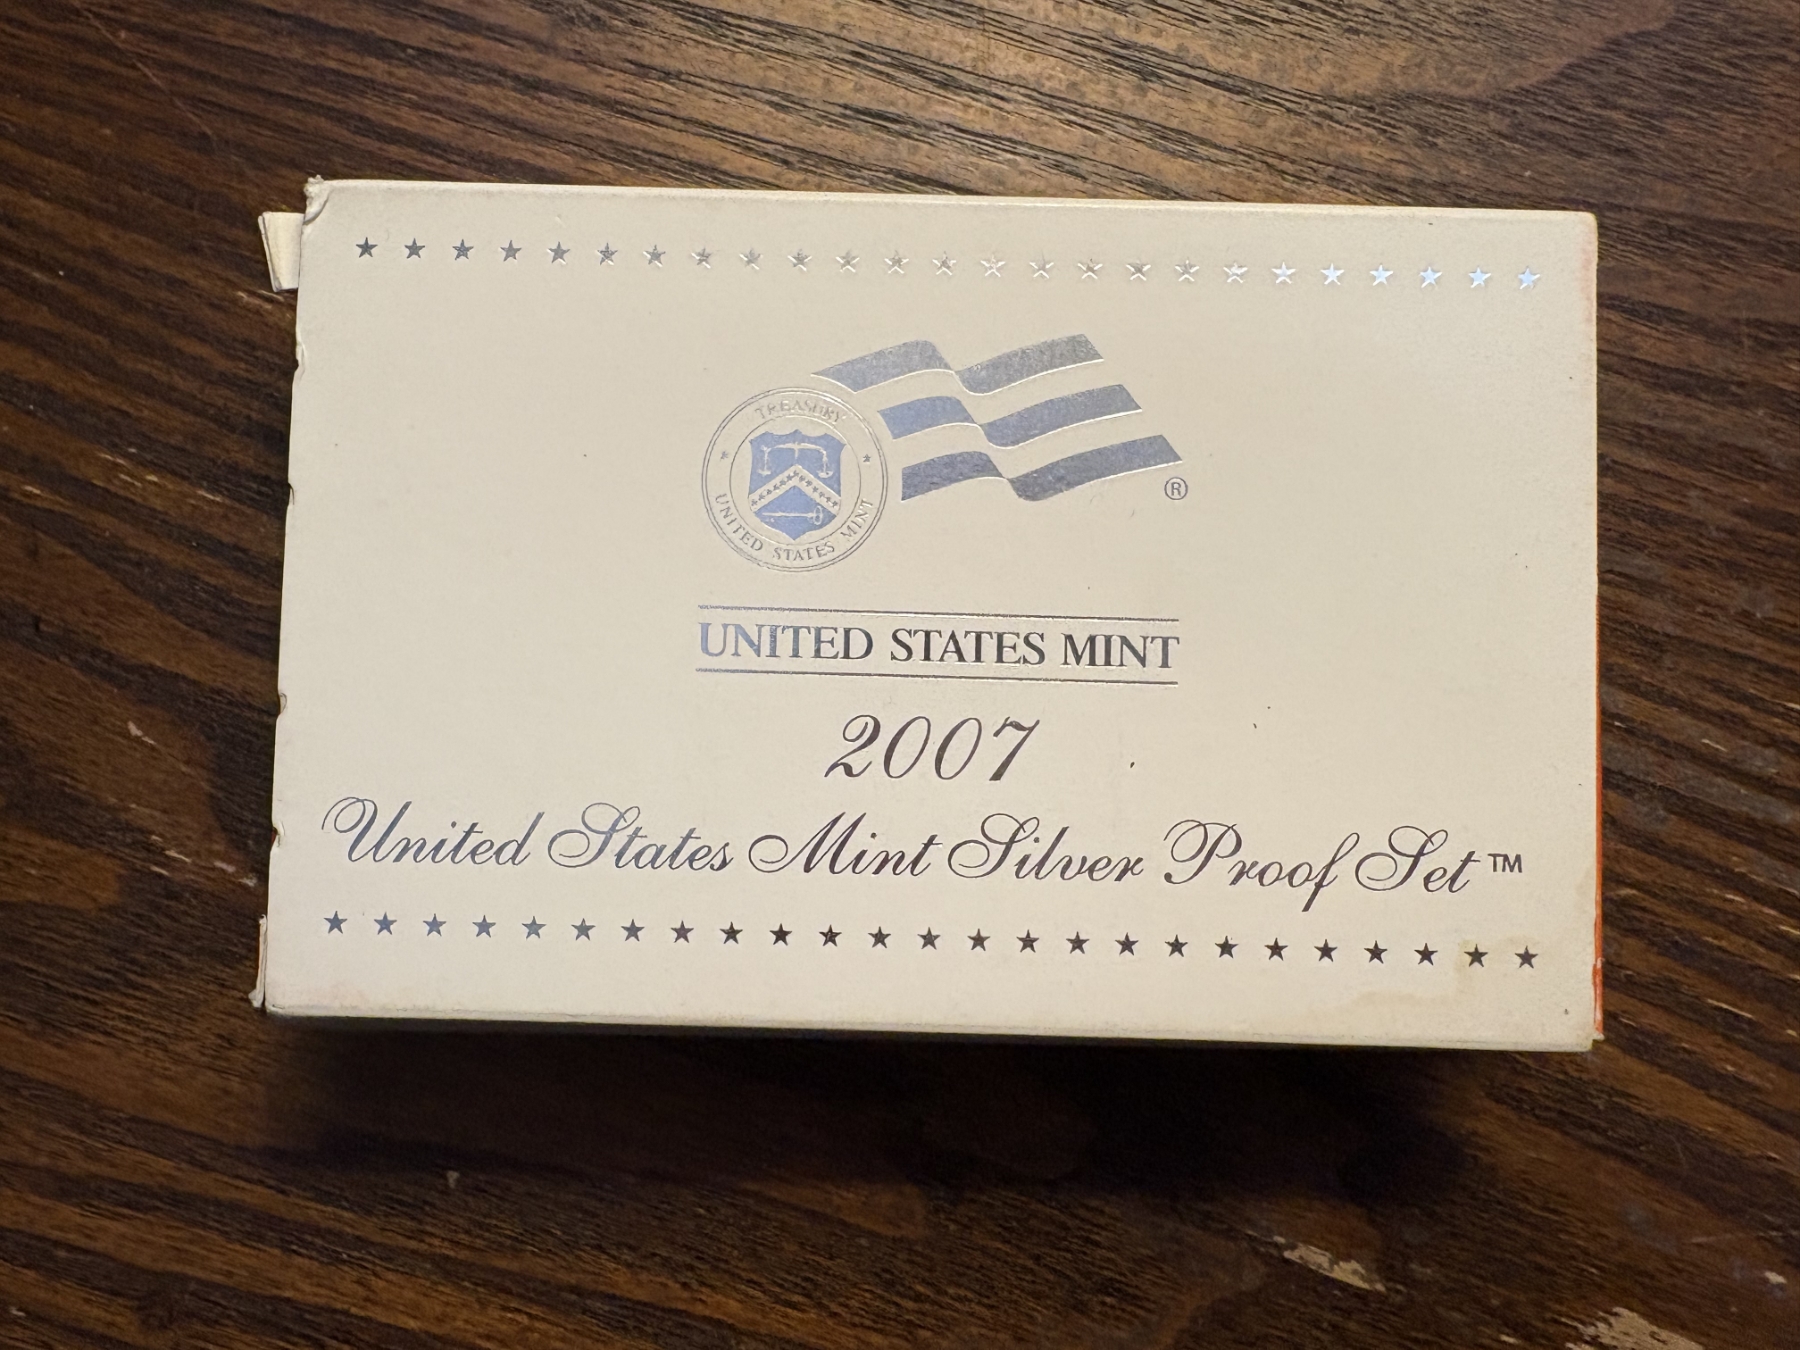 TREASURY
UNITED STATES MINT
®
UNITED STATES MINT
2007
United States Mint Silver Proof Set™